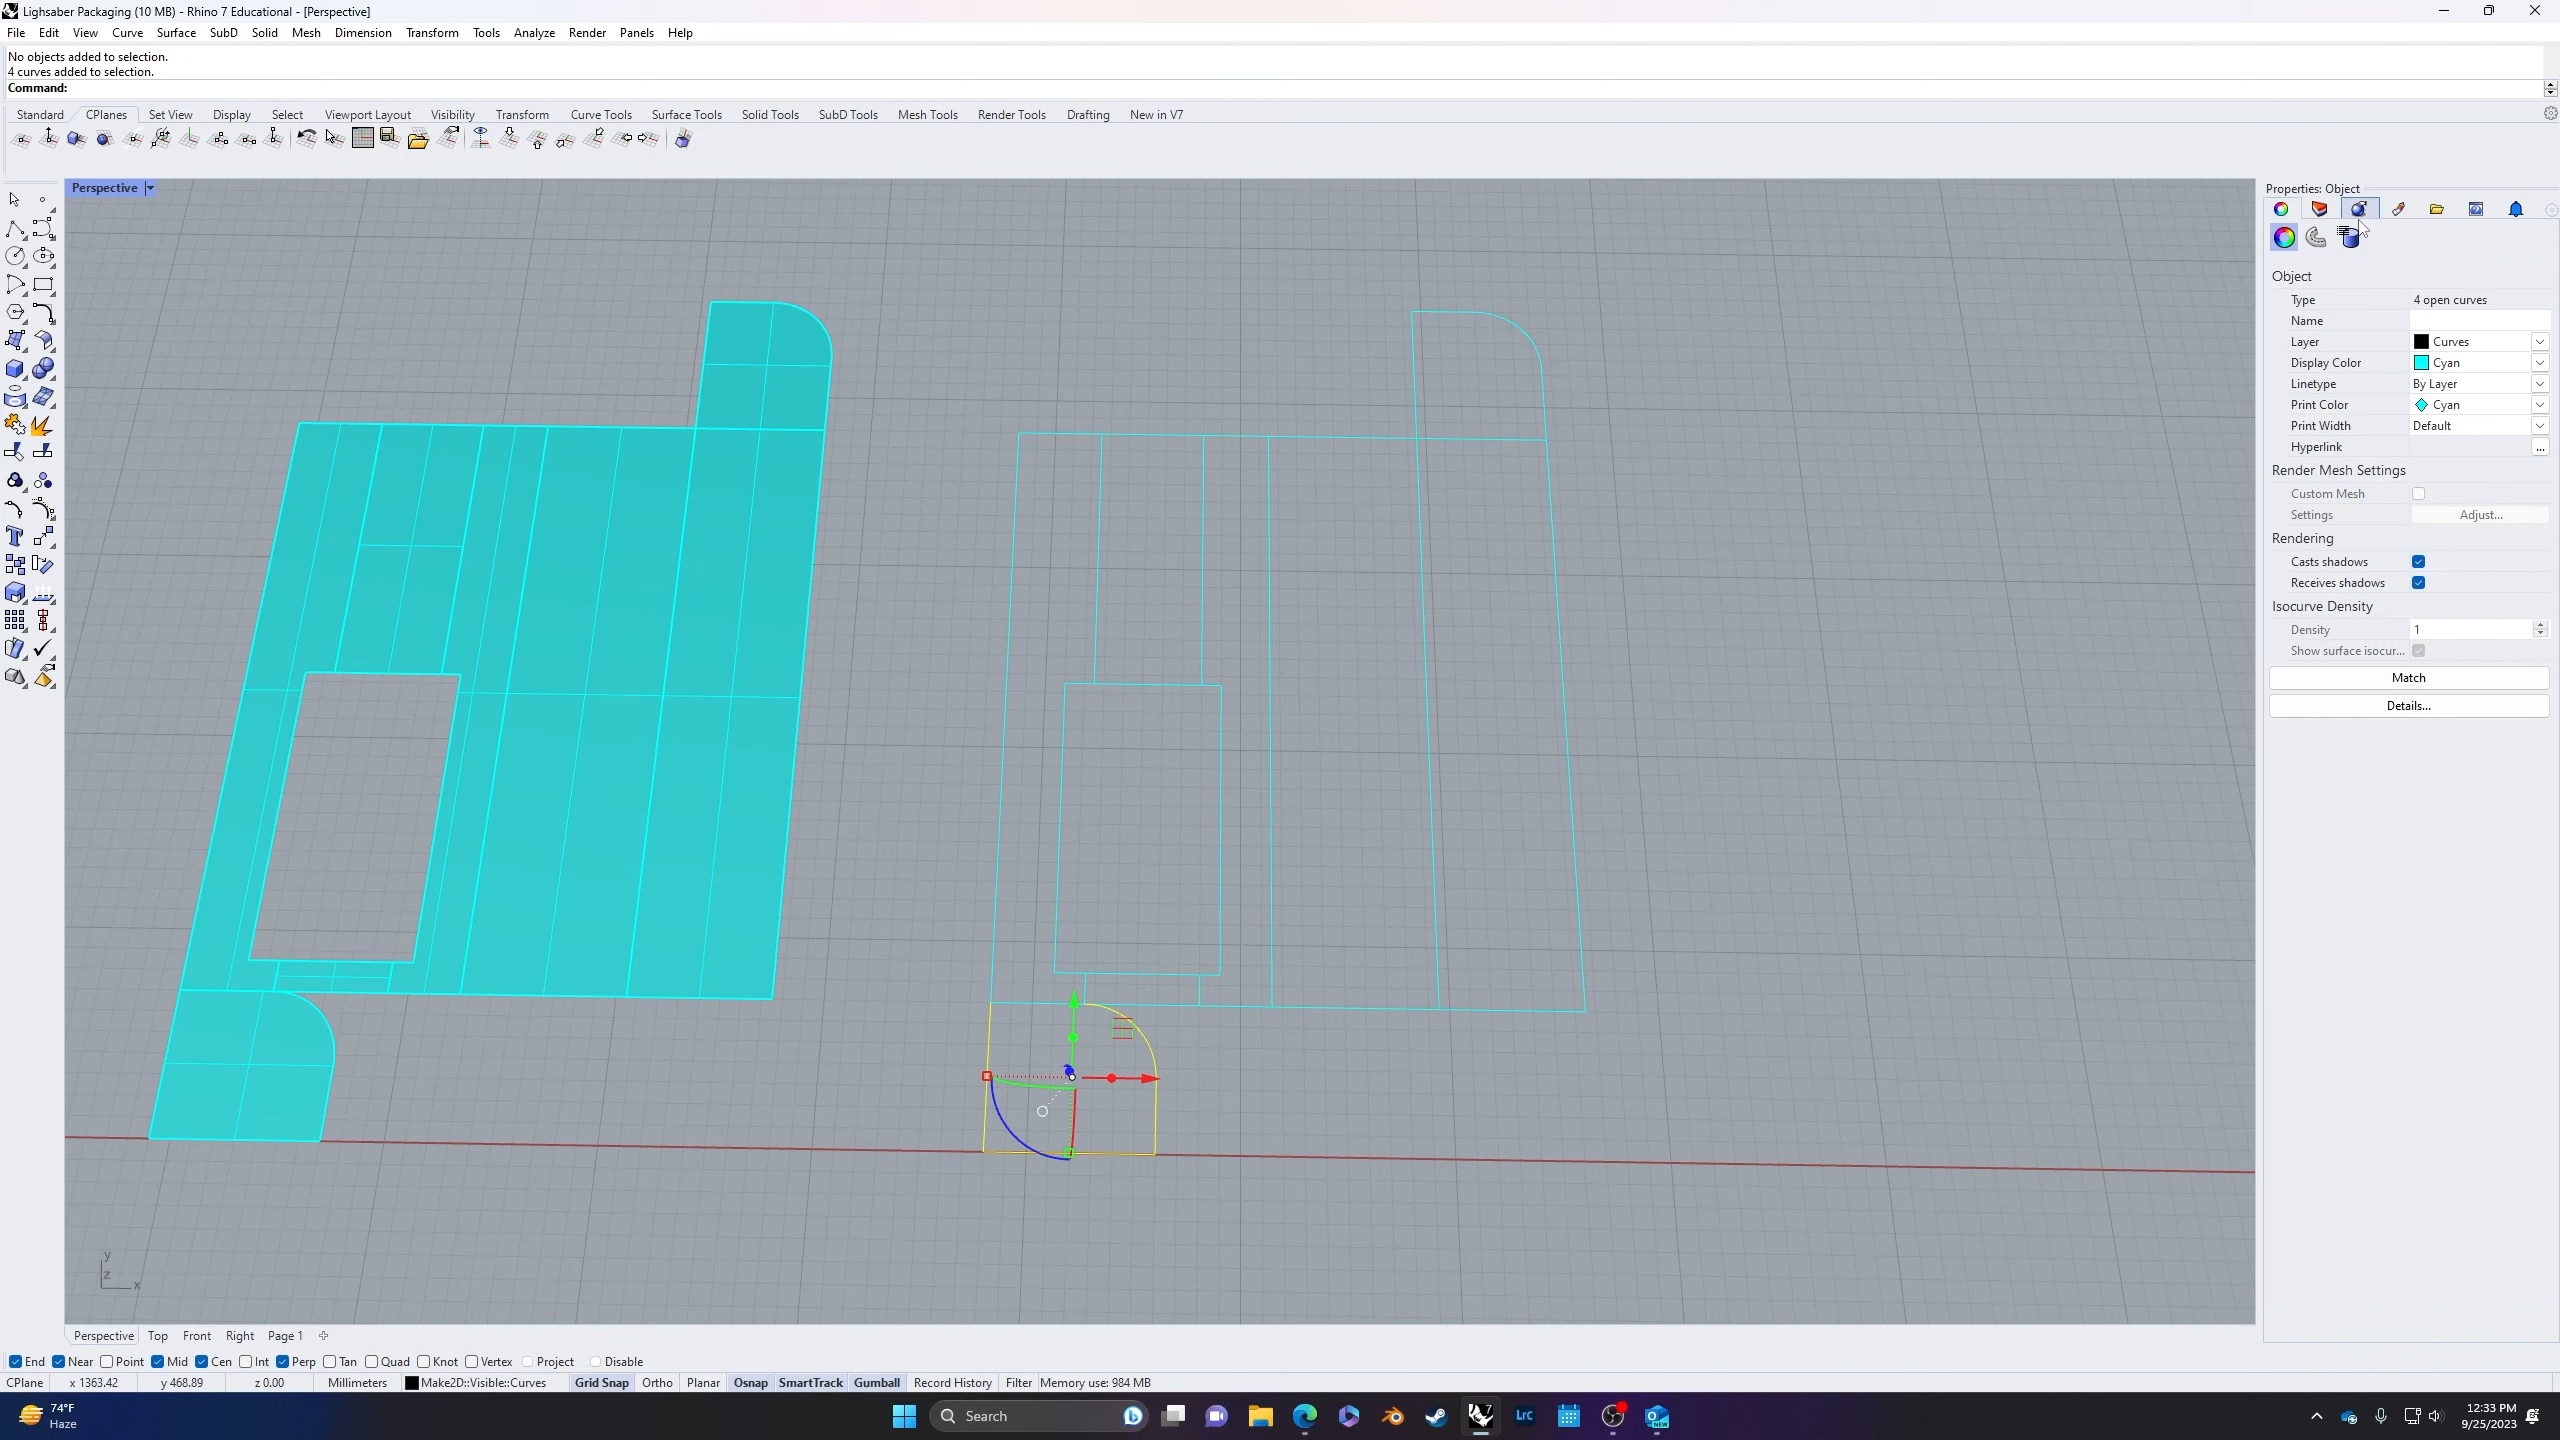 Lighsaber Packaging (10 MB) - Rhino 7 Educational - [Perspective]
File Edit View Curve Surface SubD Solid Mesh Dimension Transform Tools Analyze Render Panels Help
No objects added to selection.
4 curves added to selection.
Command:
Standard CPlanes Set View Display Select Viewport Layout Visibility Transform Curve Tools Surface Tools Solid Tools SubD Tools Mesh Tools Render Tools Drafting New in V7
Perspective
Properties: Object
Object
Type 4 open curves
Name
Layer Curves
Display Color Cyan
Linetype By Layer
Print Color Cyan
Print Width Default
Hyperlink ...
Render Mesh Settings
Custom Mesh
Settings Adjust...
Rendering
Casts shadows
Receives shadows
Isocurve Density
Density 1
Show surface isocur...
Match
Details...
y
z
x
Perspective Top Front Right Page 1
End Near Point Mid Cen Int Perp Tan Quad Knot Vertex Project Disable
CPlane x 1363.42 y 468.89 z 0.00 Millimeters Make2D::Visible::Curves Grid Snap Ortho Planar Osnap SmartTrack Gumball Record History Filter Memory use: 984 MB
74°F
Haze
Search
LrC
NEW
12:33 PM
9/25/2023